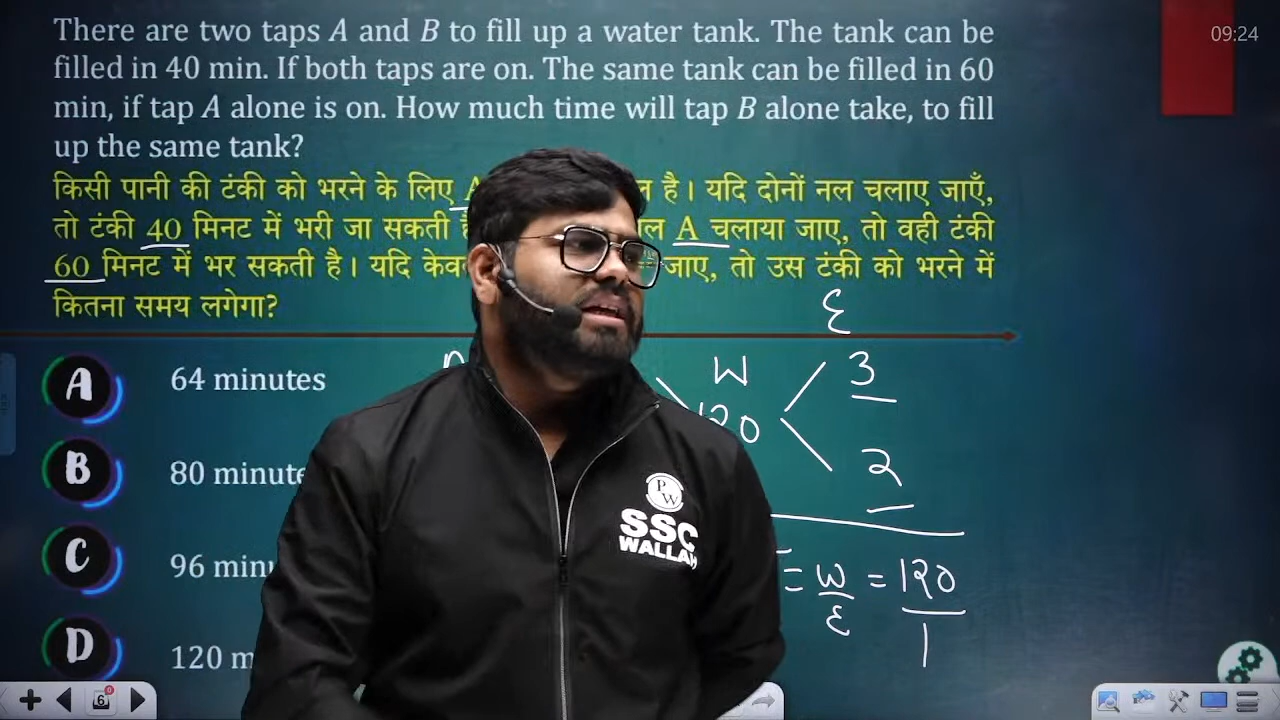 There are two taps A and B to fill up a water tank. The tank can be
filled in 40 min. If both taps are on. The same tank can be filled in 60
min, if tap A alone is on. How much time will tap B alone take, to fill
up the same tank?
किसी पानी की टंकी को भरने के लिए A है। यदि दोनों नल चलाए जाएँ,
तो टंकी 40 मिनट में भरी जा सकती A चलाया जाए, तो वही टंकी
60 मिनट में भर सकती है। यदि जाए, तो उस टंकी को भरने में
कितना समय लगेगा?
A 64 minutes
B 80 minute
C 96
D 120
09:24
ε
W 3
120
2
= W/ε = 120/1
PW
SSC
WALLAH
6